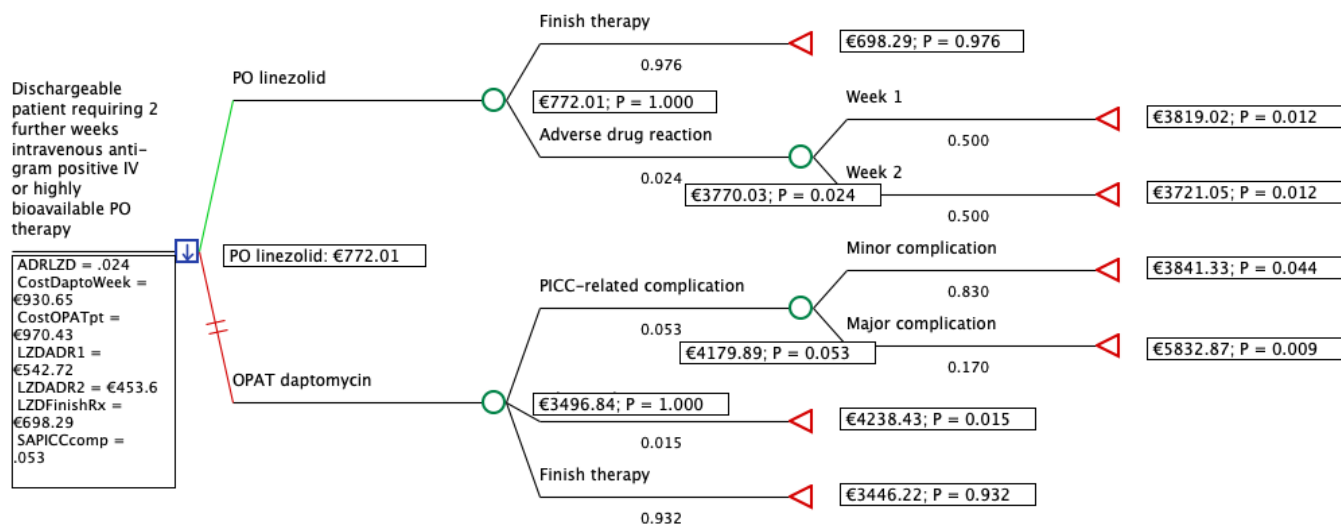 Finish therapy
€698.29; P = 0.976
0.976
PO linezolid
Dischargeable
patient requiring 2
further weeks
intravenous anti-
gram positive IV
or highly
bioavailable PO
therapy
€772.01; P = 1.000
Week 1
€3819.02; P = 0.012
0.500
Adverse drug reaction
0.024
Week 2
€3770.03; P = 0.024
€3721.05; P = 0.012
0.500
PO linezolid: €772.01
ADRLZD = .024
CostDaptoWeek =
€930.65
CostOPATpt =
€970.43
LZDADR1 =
€542.72
LZDADR2 = €453.6
LZDFinishRx =
€698.29
SAPICCcomp =
.053
Minor complication
€3841.33; P = 0.044
0.830
PICC-related complication
0.053
Major complication
€4179.89; P = 0.053
€5832.87; P = 0.009
0.170
OPAT daptomycin
€3496.84; P = 1.000
€4238.43; P = 0.015
0.015
Finish therapy
€3446.22; P = 0.932
0.932